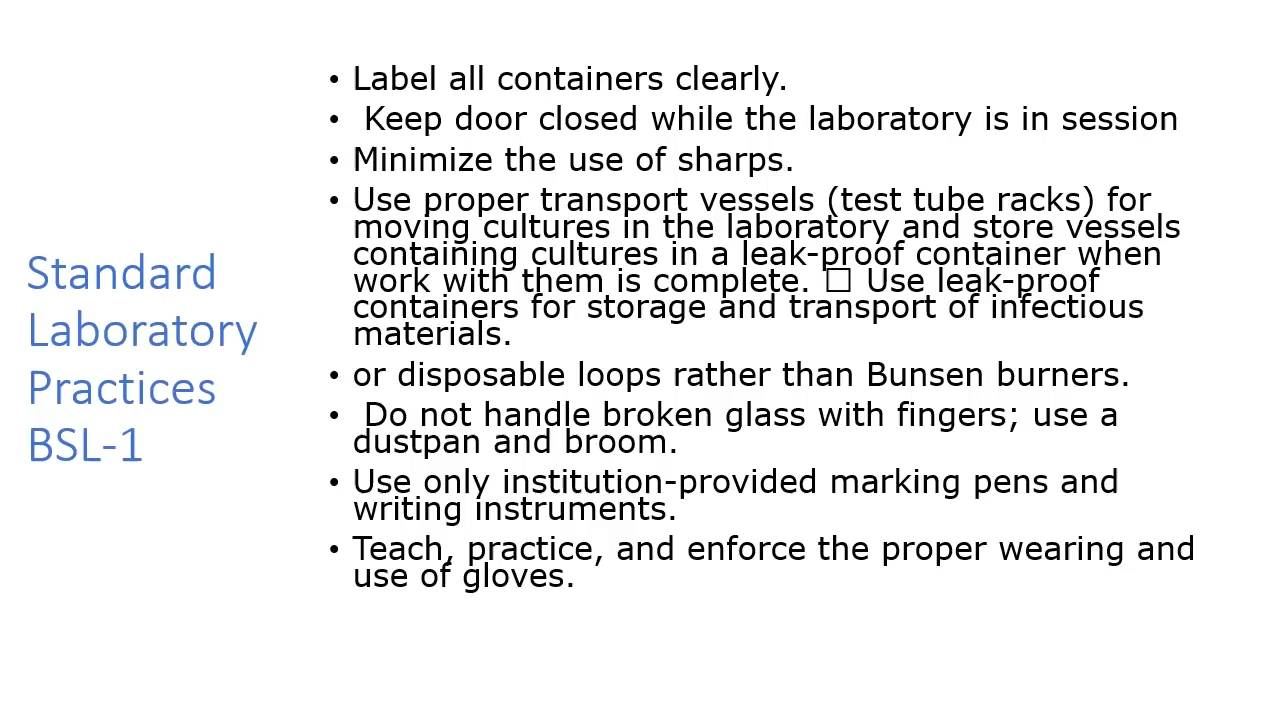 Standard
Laboratory
Practices
BSL-1
• Label all containers clearly.
• Keep door closed while the laboratory is in session
• Minimize the use of sharps.
• Use proper transport vessels (test tube racks) for
moving cultures in the laboratory and store vessels
containing cultures in a leak-proof container when
work with them is complete. ☐ Use leak-proof
containers for storage and transport of infectious
materials.
• or disposable loops rather than Bunsen burners.
• Do not handle broken glass with fingers; use a
dustpan and broom.
• Use only institution-provided marking pens and
writing instruments.
• Teach, practice, and enforce the proper wearing and
use of gloves.